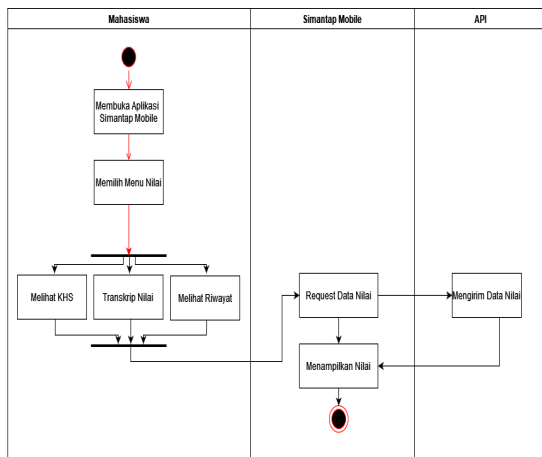 Mahasiswa
Simantap Mobile
API
Membuka Aplikasi
Simantap Mobile
Memilih Menu Nilai
Melihat KHS
Transkrip Nilai
Melihat Riwayat
Request Data Nilai
Mengirim Data Nilai
Menampilkan Nilai